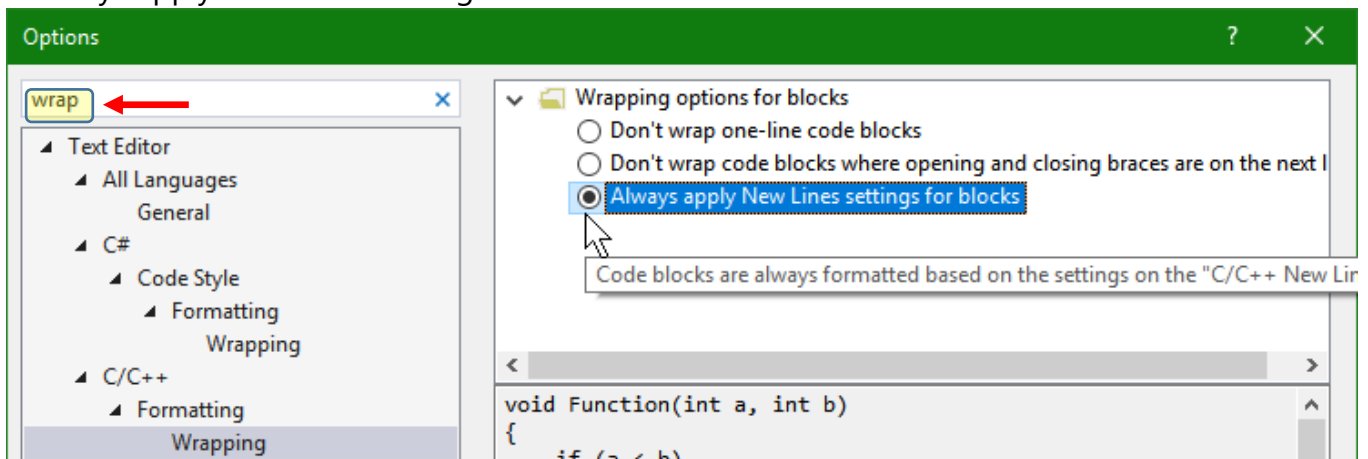 Options
wrap
Text Editor
All Languages
General
C#
Code Style
Formatting
Wrapping
C/C++
Formatting
Wrapping
Wrapping options for blocks
Don't wrap one-line code blocks
Don't wrap code blocks where opening and closing braces are on the next l
Always apply New Lines settings for blocks
Code blocks are always formatted based on the settings on the "C/C++ New Lin
void Function(int a, int b)
{
if (a < b)